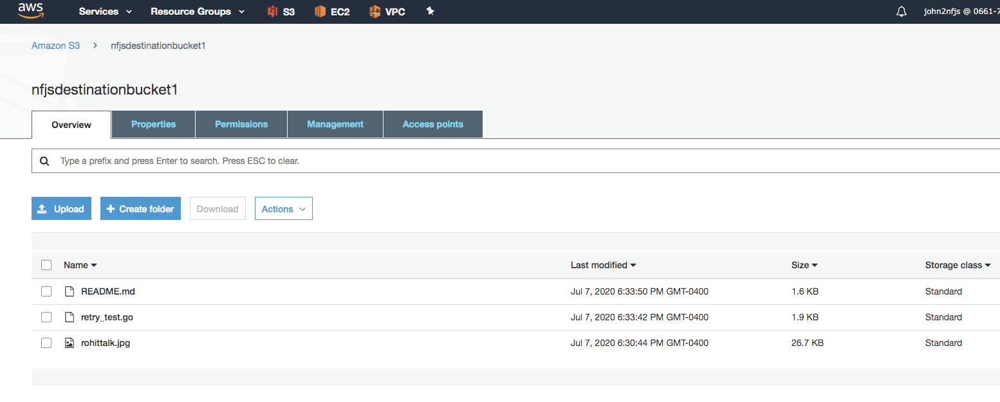 aws Services Resource Groups S3 EC2 VPC john2nfjs @ 0661-7
Amazon S3 > nfjsdestinationbucket1
nfjsdestinationbucket1
Overview Properties Permissions Management Access points
Type a prefix and press Enter to search. Press ESC to clear.
Upload Create folder Download Actions
Name Last modified Size Storage class
README.md Jul 7, 2020 6:33:50 PM GMT-0400 1.6 KB Standard
retry_test.go Jul 7, 2020 6:33:42 PM GMT-0400 1.9 KB Standard
rohittalk.jpg Jul 7, 2020 6:30:44 PM GMT-0400 26.7 KB Standard